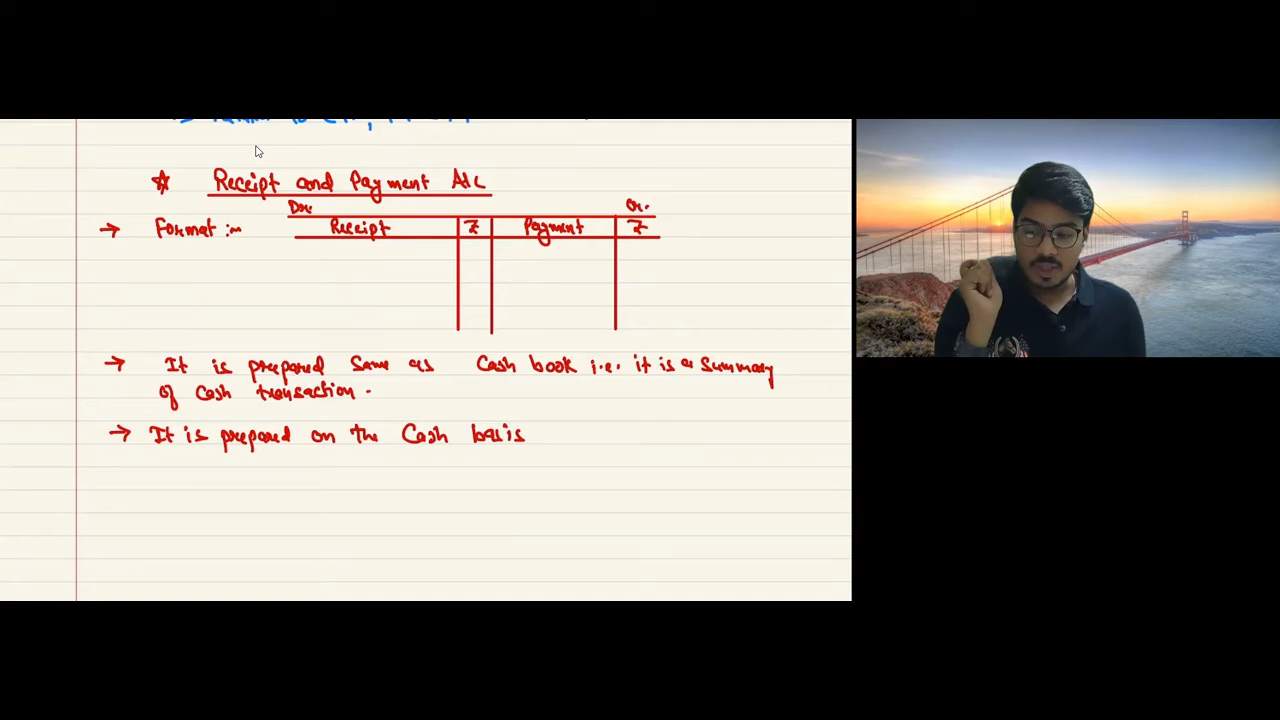 ☆ Receipt and Payment A/c
Dr. Cr.
→ Format :~ Receipt ₹ Payment ₹
→ It is prepared same as Cash book i.e. it is a summary
of cash transaction.
→ It is prepared on the Cash basis